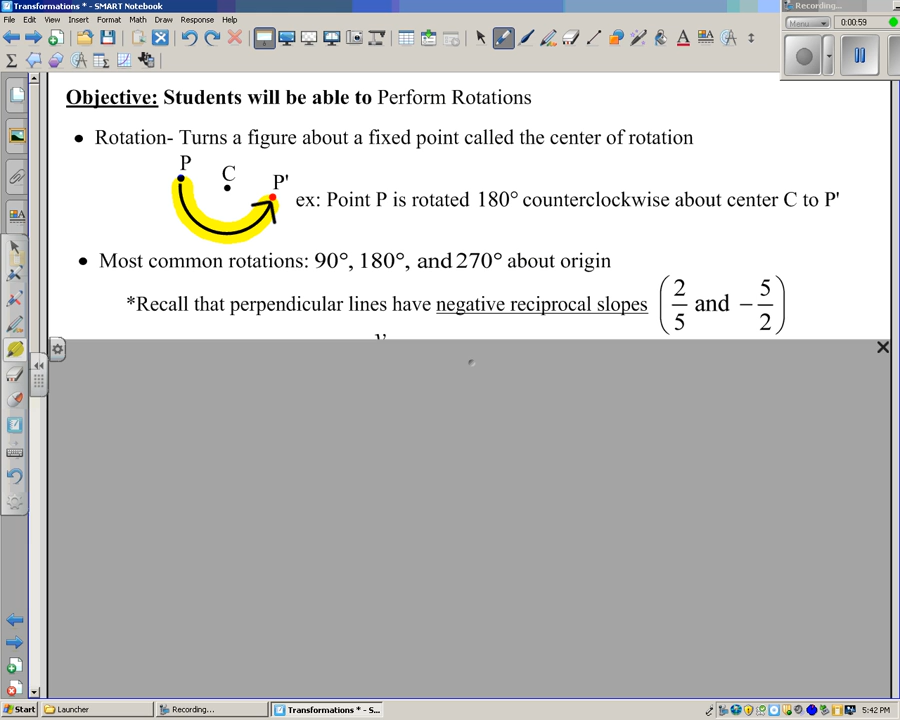 Transformations * - SMART Notebook
Recording...
File Edit View Insert Format Math Draw Response Help
Menu
0:00:59
Objective: Students will be able to Perform Rotations
• Rotation- Turns a figure about a fixed point called the center of rotation
P
C
P'
ex: Point P is rotated 180° counterclockwise about center C to P'
• Most common rotations: 90°, 180°, and 270° about origin
*Recall that perpendicular lines have negative reciprocal slopes (2/5 and −5/2)
Start
Launcher
Recording...
Transformations * - S...
5:42 PM